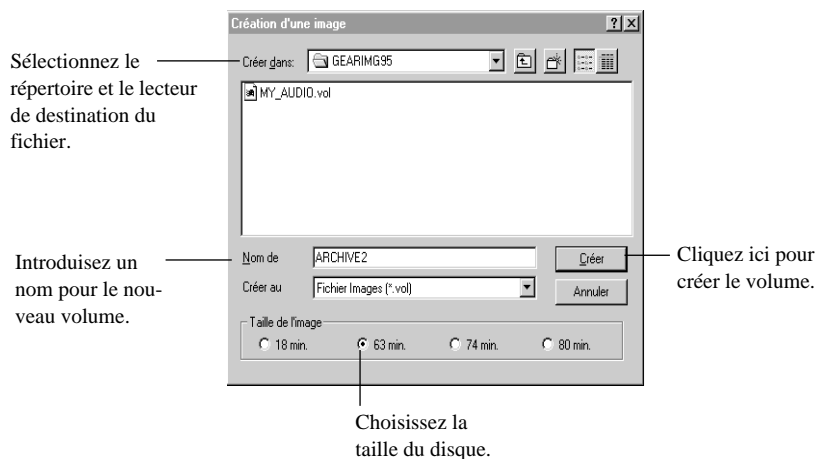 Création d'une image
Sélectionnez le
répertoire et le lecteur
de destination du
fichier.
Créer dans: GEARIMG95
MY_AUDIO.vol
Introduisez un
nom pour le nou-
veau volume.
Nom de ARCHIVE2 Créer
Créer au Fichier Images (*.vol) Annuler
Cliquez ici pour
créer le volume.
Taille de l'image
18 min. 63 min. 74 min. 80 min.
Choisissez la
taille du disque.